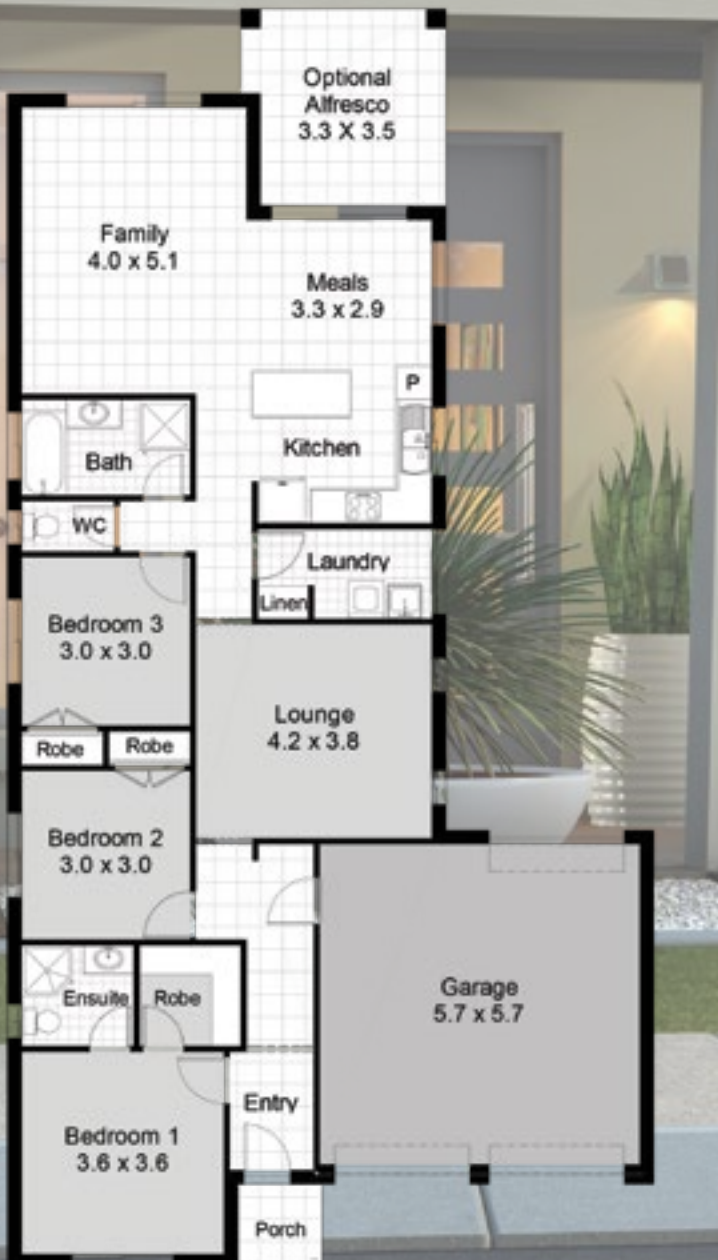 Optional
Alfresco
3.3 X 3.5
Family
4.0 x 5.1
Meals
3.3 x 2.9
P
Kitchen
Bath
WC
Laundry
Linen
Bedroom 3
3.0 x 3.0
Lounge
4.2 x 3.8
Robe
Robe
Bedroom 2
3.0 x 3.0
Ensuite
Robe
Garage
5.7 x 5.7
Entry
Bedroom 1
3.6 x 3.6
Porch